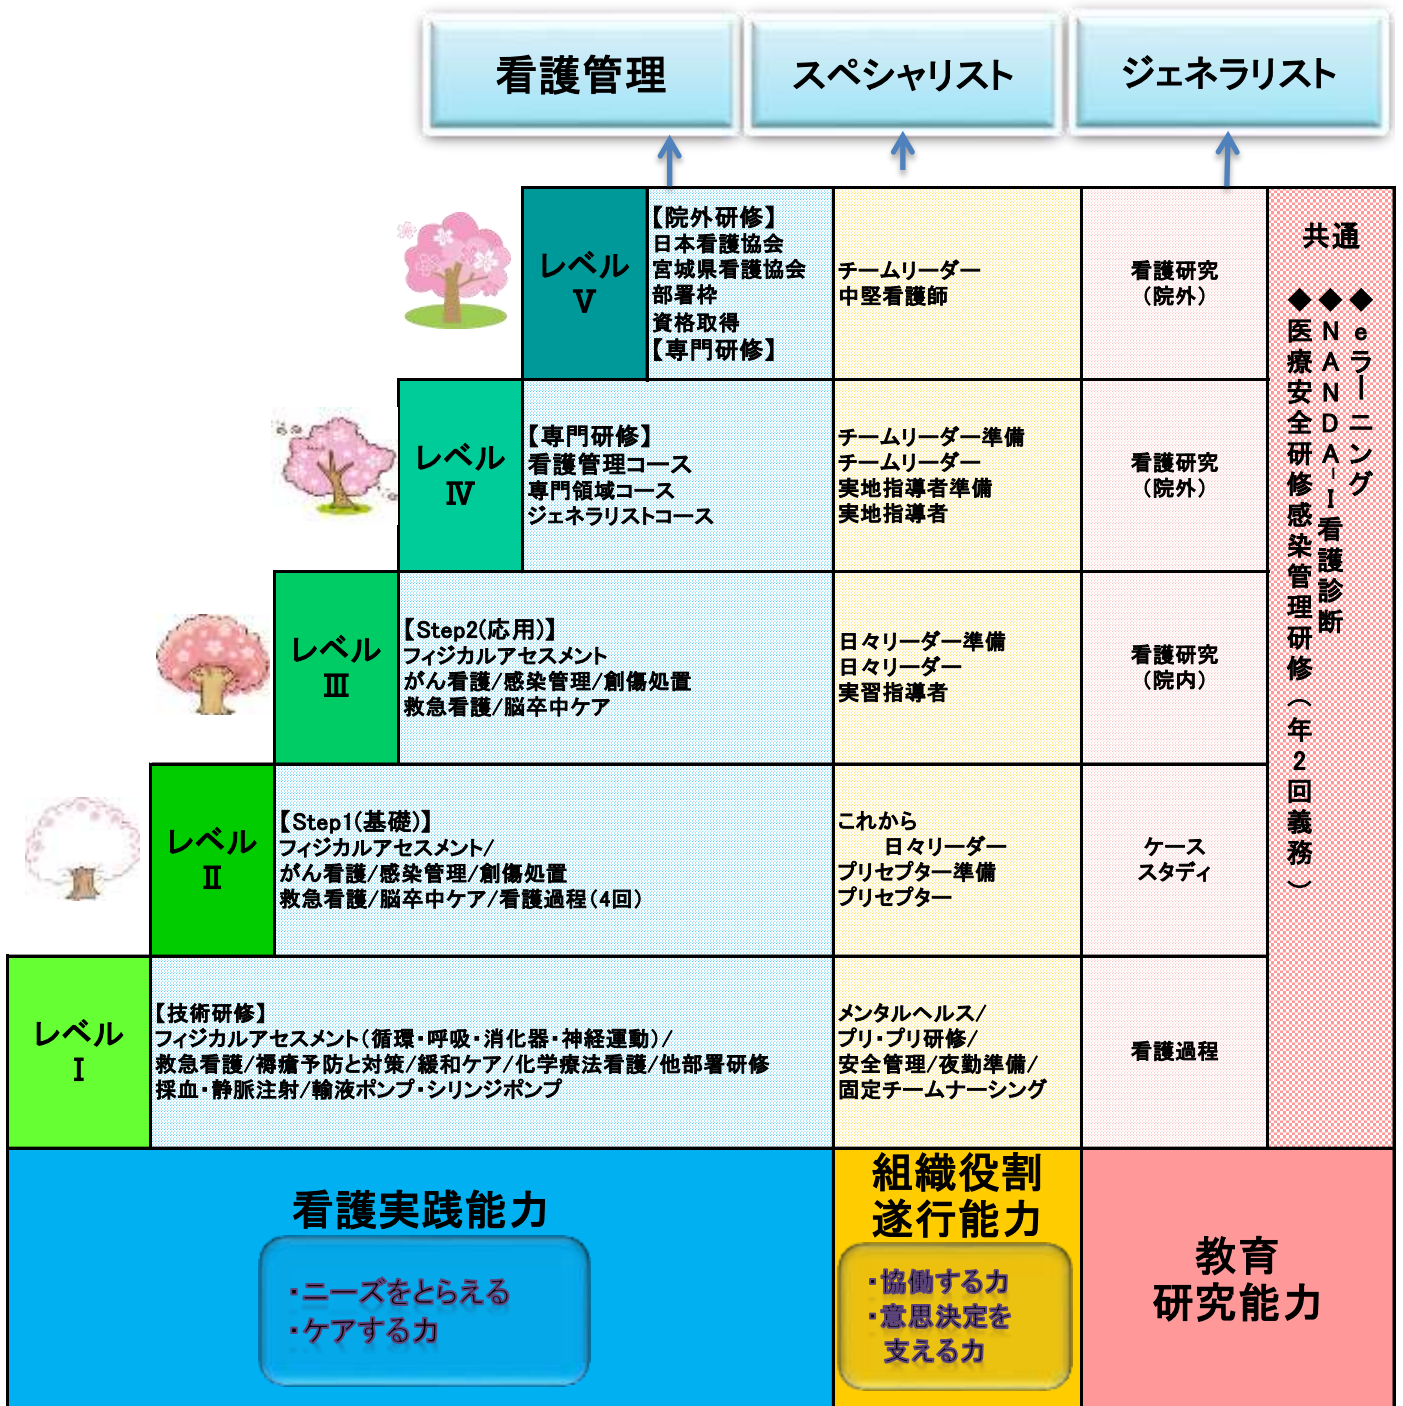 看護管理
スペシャリスト
ジェネラリスト
レベル
Ⅴ
【院外研修】
日本看護協会
宮城県看護協会
部署枠
資格取得
【専門研修】
チームリーダー
中堅看護師
看護研究
(院外)
共通
◆eラーニング
◆NANDA-I看護診断
◆医療安全研修感染管理研修(年2回義務)
レベル
Ⅳ
【専門研修】
看護管理コース
専門領域コース
ジェネラリストコース
チームリーダー準備
チームリーダー
実地指導者準備
実地指導者
看護研究
(院外)
レベル
Ⅲ
【Step2(応用)】
フィジカルアセスメント
がん看護/感染管理/創傷処置
救急看護/脳卒中ケア
日々リーダー準備
日々リーダー
実習指導者
看護研究
(院内)
レベル
Ⅱ
【Step1(基礎)】
フィジカルアセスメント/
がん看護/感染管理/創傷処置
救急看護/脳卒中ケア/看護過程(4回)
これから
日々リーダー
プリセプター準備
プリセプター
ケース
スタディ
レベル
Ⅰ
【技術研修】
フィジカルアセスメント(循環・呼吸・消化器・神経運動)/
救急看護/褥瘡予防と対策/緩和ケア/化学療法看護/他部署研修
採血・静脈注射/輸液ポンプ・シリンジポンプ
メンタルヘルス/
プリ・プリ研修/
安全管理/夜勤準備/
固定チームナーシング
看護過程
看護実践能力
・ニーズをとらえる
・ケアする力
組織役割
遂行能力
・協働する力
・意思決定を
支える力
教育
研究能力